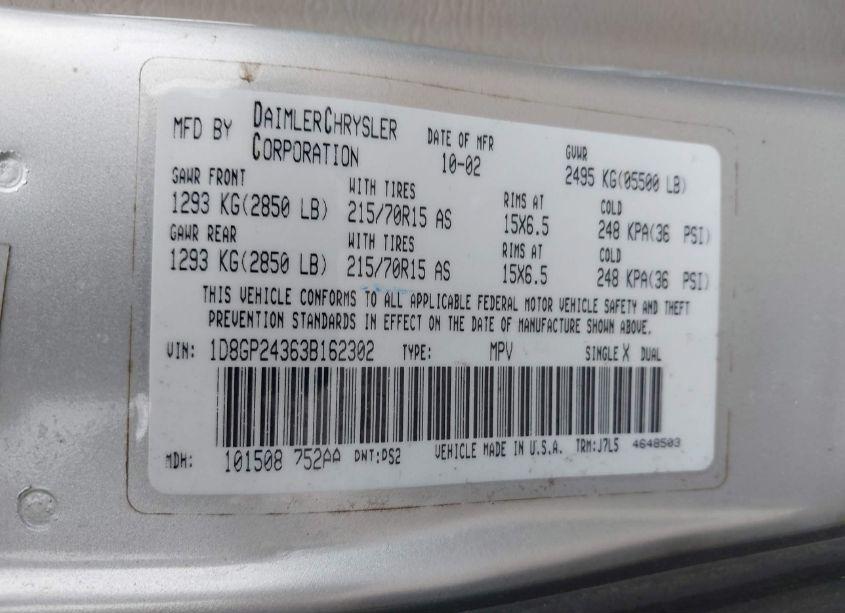 MFD BY DAIMLERCHRYSLER CORPORATION DATE OF MFR 10-02 GVWR 2495 KG(05500 LB)
GAWR FRONT WITH TIRES RIMS AT COLD
1293 KG(2850 LB) 215/70R15 AS 15X6.5 248 KPA(36 PSI)
GAWR REAR WITH TIRES RIMS AT COLD
1293 KG(2850 LB) 215/70R15 AS 15X6.5 248 KPA(36 PSI)
THIS VEHICLE CONFORMS TO ALL APPLICABLE FEDERAL MOTOR VEHICLE SAFETY AND THEFT
PREVENTION STANDARDS IN EFFECT ON THE DATE OF MANUFACTURE SHOWN ABOVE.
VIN: 1D8GP24363B162302 TYPE: MPV SINGLE X DUAL
MDH: 101508 752AA PNT:PS2 VEHICLE MADE IN U.S.A. TRM:J7L5 4648503